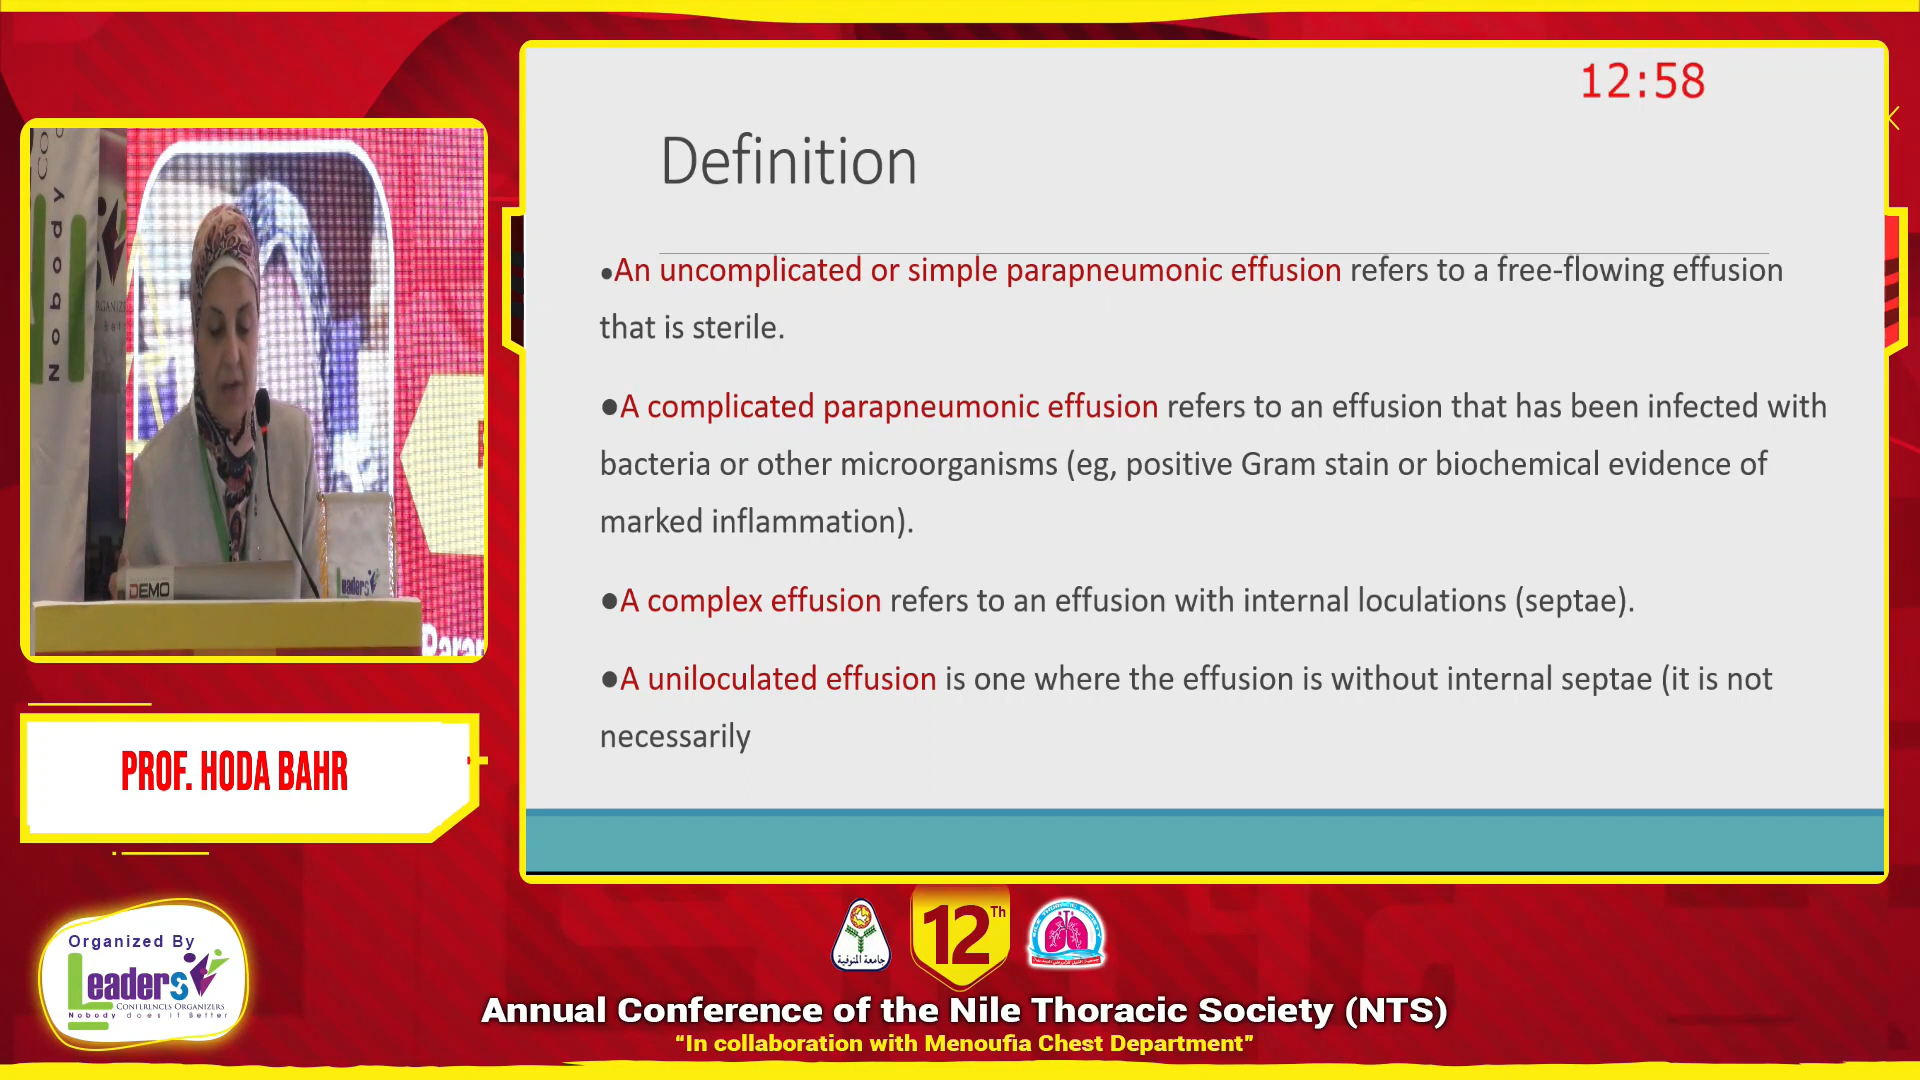 12:58
Definition
●An uncomplicated or simple parapneumonic effusion refers to a free-flowing effusion
that is sterile.
●A complicated parapneumonic effusion refers to an effusion that has been infected with
bacteria or other microorganisms (eg, positive Gram stain or biochemical evidence of
marked inflammation).
●A complex effusion refers to an effusion with internal loculations (septae).
●A uniloculated effusion is one where the effusion is without internal septae (it is not
necessarily
Nobody
DEMO
Leaders
PROF. HODA BAHR
Organized By
Leaders
CONFERENCES ORGANIZERS
Nobody does it Better
جامعة المنوفية
12Th
Annual Conference of the Nile Thoracic Society (NTS)
“In collaboration with Menoufia Chest Department”